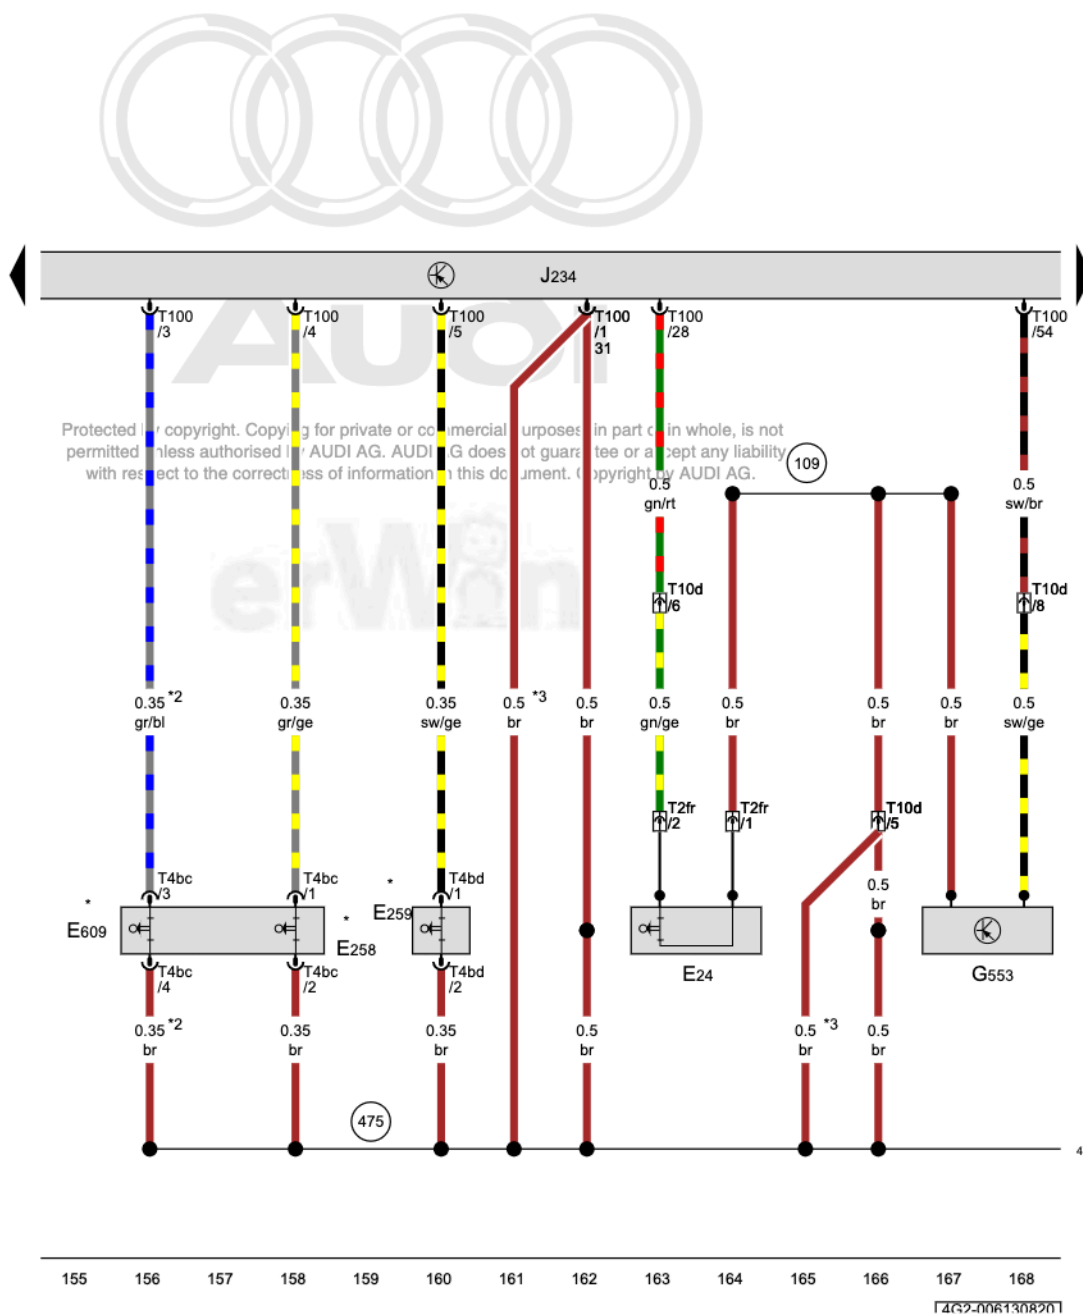 J234
T100
/3
T100
/4
T100
/5
T100
/1
31
T100
/28
T100
/54
Audi
Protected by copyright. Copying for private or commercial purposes, in part or in whole, is not
permitted unless authorised by AUDI AG. AUDI AG does not guarantee or accept any liability
with respect to the correctness of information in this document. Copyright by AUDI AG.
109
0.5
gn/rt
0.5
sw/br
erWin
T10d
/6
T10d
/8
0.35 *2
gr/bl
0.35
gr/ge
0.35
sw/ge
0.5 *3
br
0.5
br
0.5
gn/ge
0.5
br
0.5
br
0.5
br
0.5
sw/ge
T2fr
/2
T2fr
/1
T10d
/5
T4bc
/3
T4bc
/1
T4bd
/1
0.5
br
*
E609
*
E258
*
E259
E24
G553
T4bc
/4
T4bc
/2
T4bd
/2
0.35 *2
br
0.35
br
0.35
br
0.5
br
0.5 *3
br
0.5
br
475
4
155 156 157 158 159 160 161 162 163 164 165 166 167 168
4G2-006130820